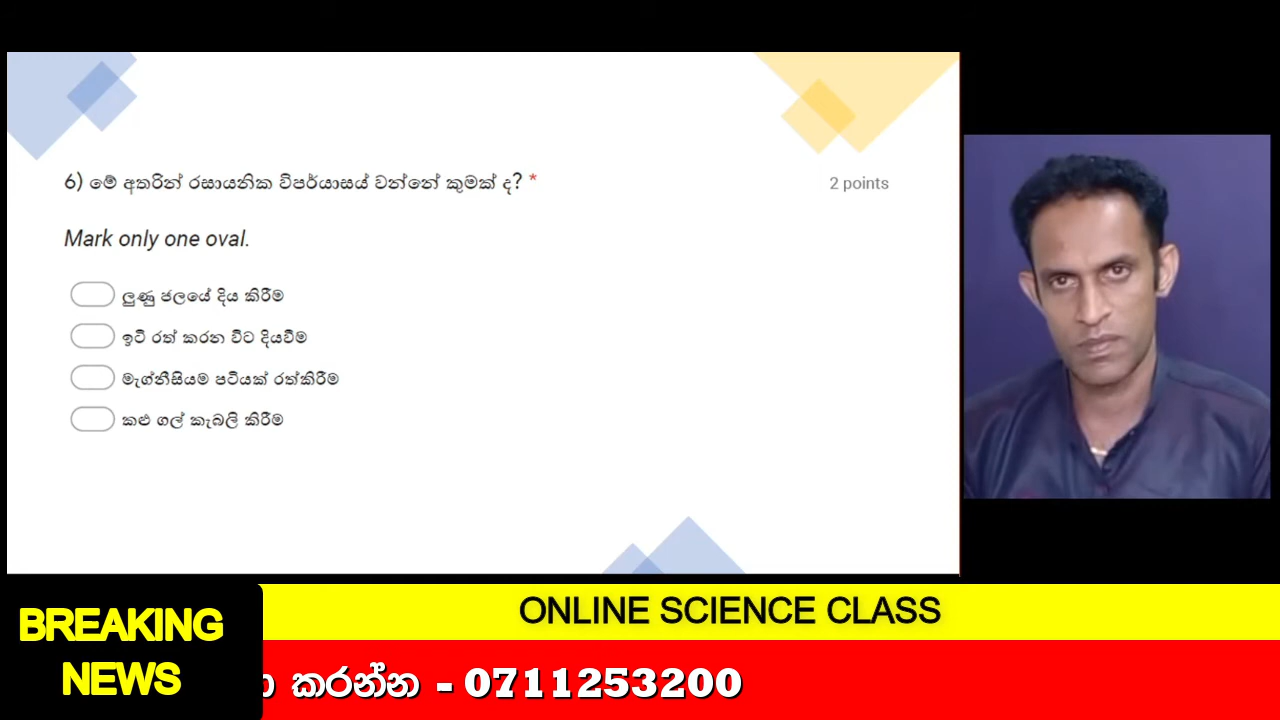 6) මේ අතරින් රසායනික විපර්යාසය් වන්නේ කුමක් ද? *
2 points
Mark only one oval.
ලුණු ජලයේ දිය කිරීම
ඉටි රත් කරන විට දියවීම
මැග්නීසියම පටියක් රත්කිරීම
කළු ගල් කැබලි කිරීම
ONLINE SCIENCE CLASS
BREAKING
NEWS
කරන්න - 0711253200